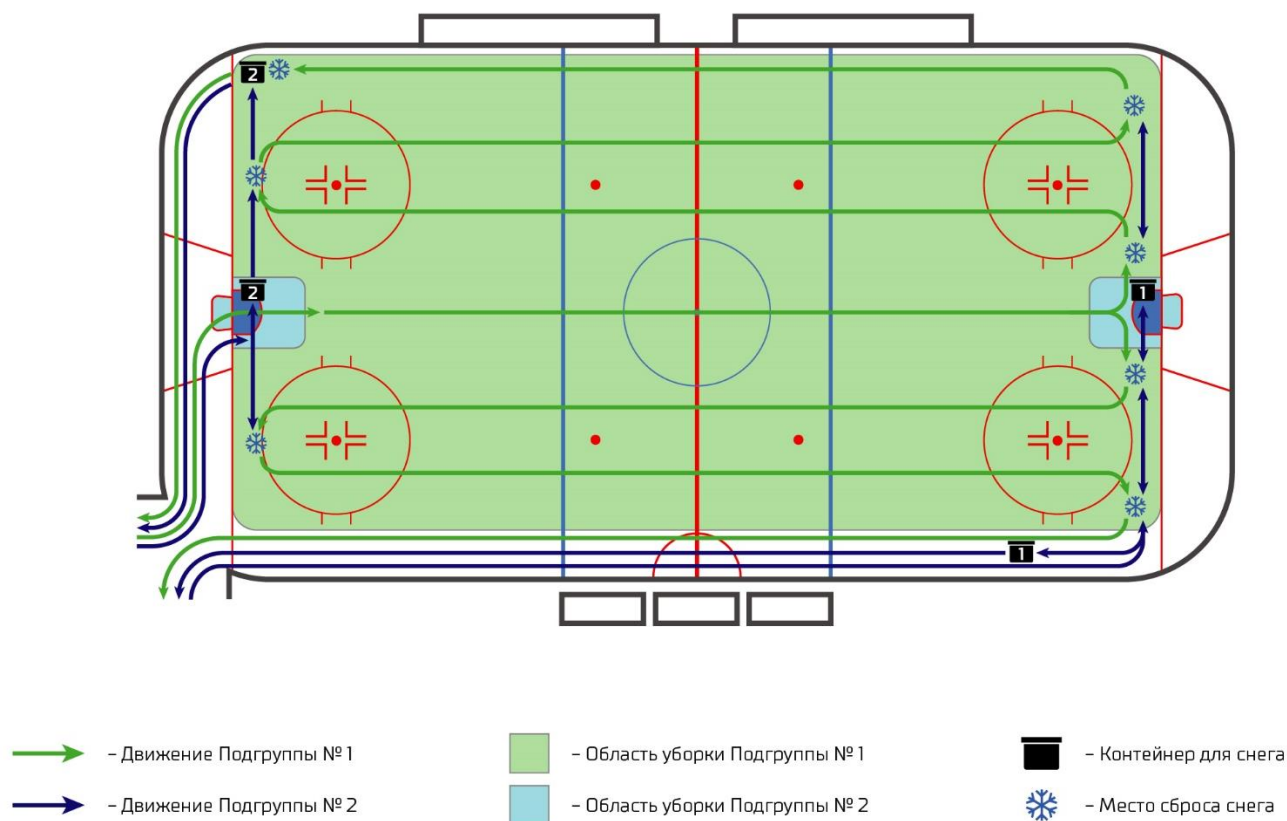 2
2
1
1
– Движение Подгруппы № 1
– Область уборки Подгруппы № 1
– Контейнер для снега
– Движение Подгруппы № 2
– Область уборки Подгруппы № 2
– Место сброса снега